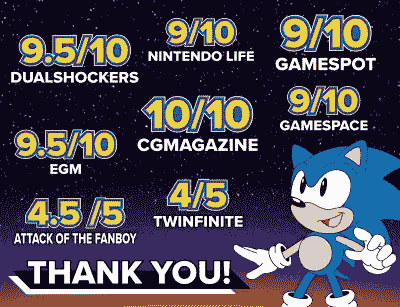 9.5/10
DUALSHOCKERS
9/10
NINTENDO LIFE
9/10
GAMESPOT
10/10
CGMAGAZINE
9/10
GAMESPACE
9.5/10
EGM
4.5 /5
ATTACK OF THE FANBOY
4/5
TWINFINITE
THANK YOU!